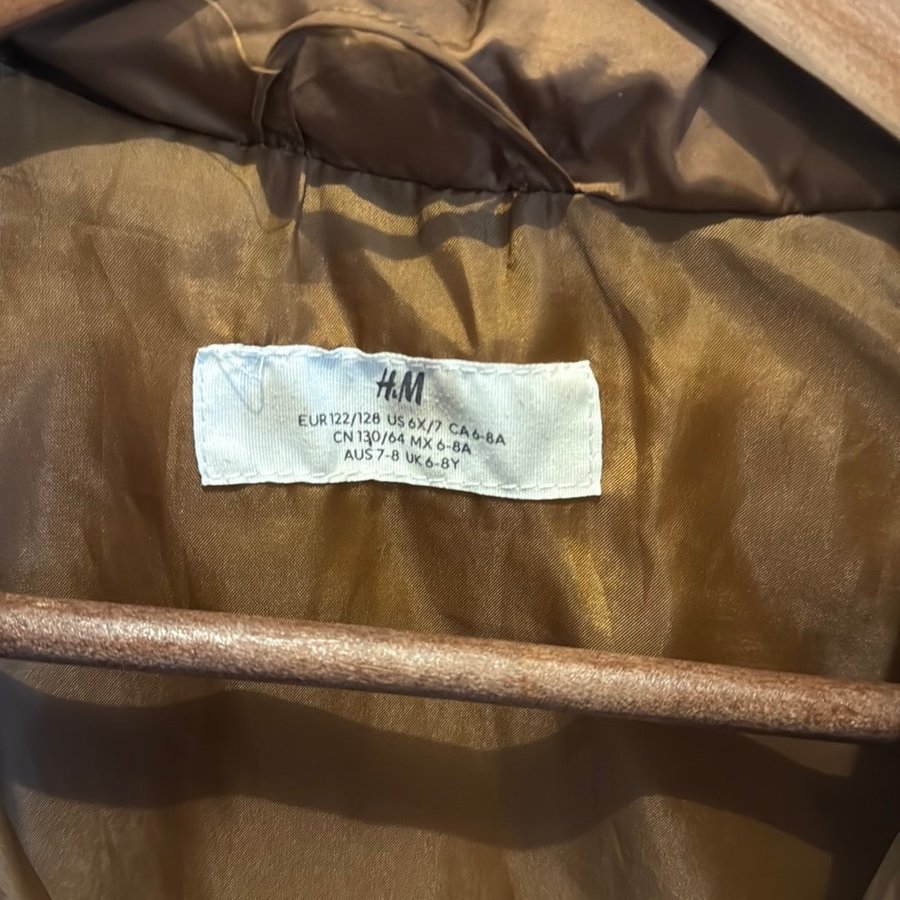 H&M
EUR 122/128 US 6X/7 CA 6-8A
CN 130/64 MX 6-8A
AUS 7-8 UK 6-8Y